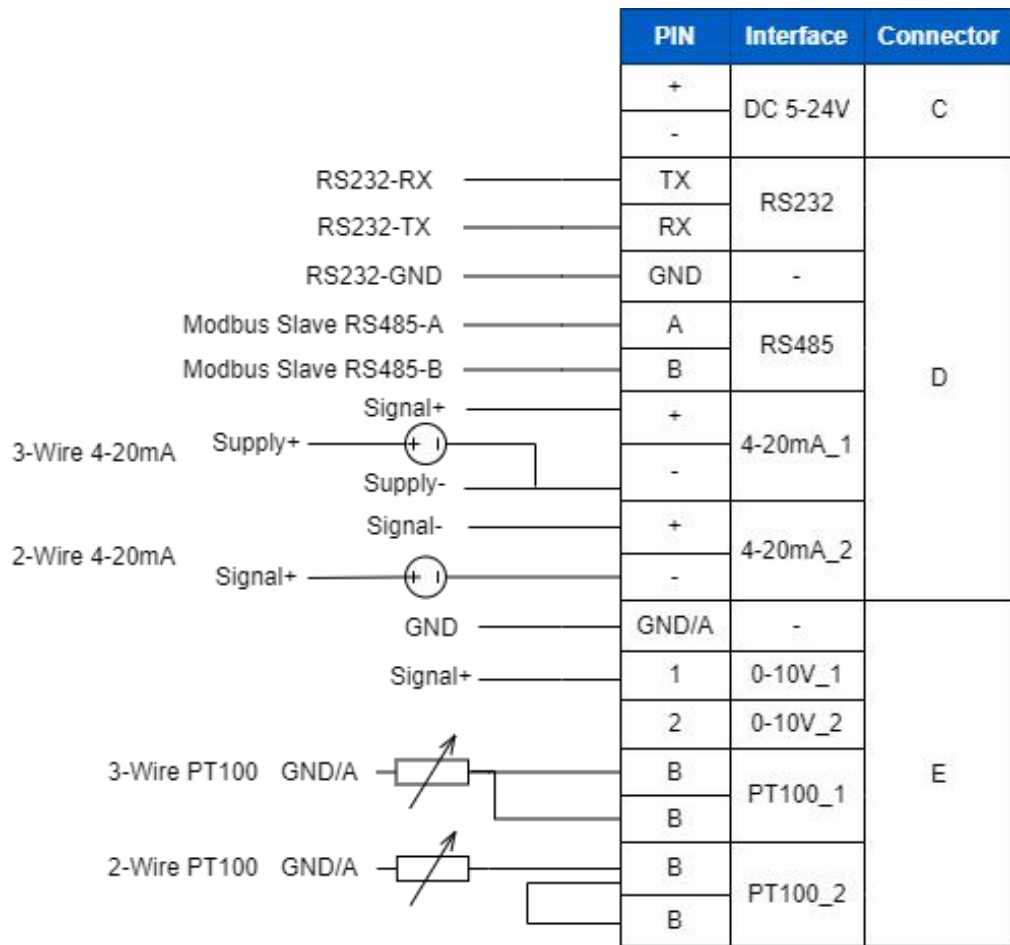 PIN Interface Connector
+
DC 5-24V C
-
RS232-RX TX
RS232
RS232-TX RX
RS232-GND GND -
Modbus Slave RS485-A A
RS485
Modbus Slave RS485-B B
D
Signal+ +
3-Wire 4-20mA Supply+ + - 4-20mA_1
Supply- -
Signal- +
2-Wire 4-20mA 4-20mA_2
Signal+ + - -
GND GND/A -
Signal+ 1 0-10V_1
2 0-10V_2
3-Wire PT100 GND/A B
PT100_1 E
B
2-Wire PT100 GND/A B
PT100_2
B